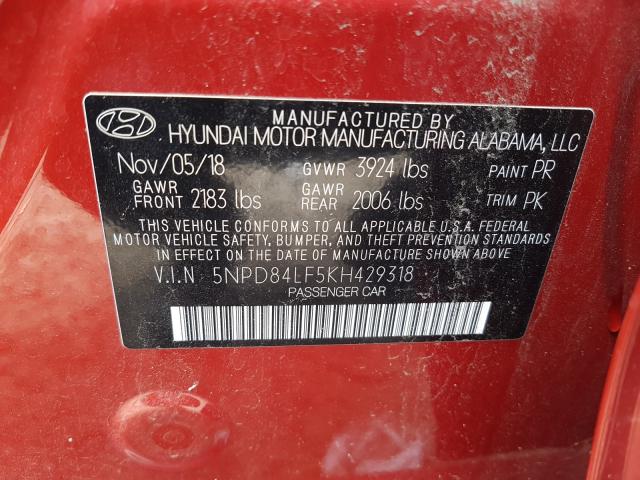 MANUFACTURED BY
HYUNDAI MOTOR MANUFACTURING ALABAMA, LLC
Nov/05/18 GVWR 3924 lbs PAINT PR
GAWR FRONT 2183 lbs GAWR REAR 2006 lbs TRIM PK
THIS VEHICLE CONFORMS TO ALL APPLICABLE U.S.A. FEDERAL
MOTOR VEHICLE SAFETY, BUMPER, AND THEFT PREVENTION STANDARDS
IN EFFECT ON THE DATE OF MANUFACTURE SHOWN ABOVE.
V.I.N 5NPD84LF5KH429318
PASSENGER CAR